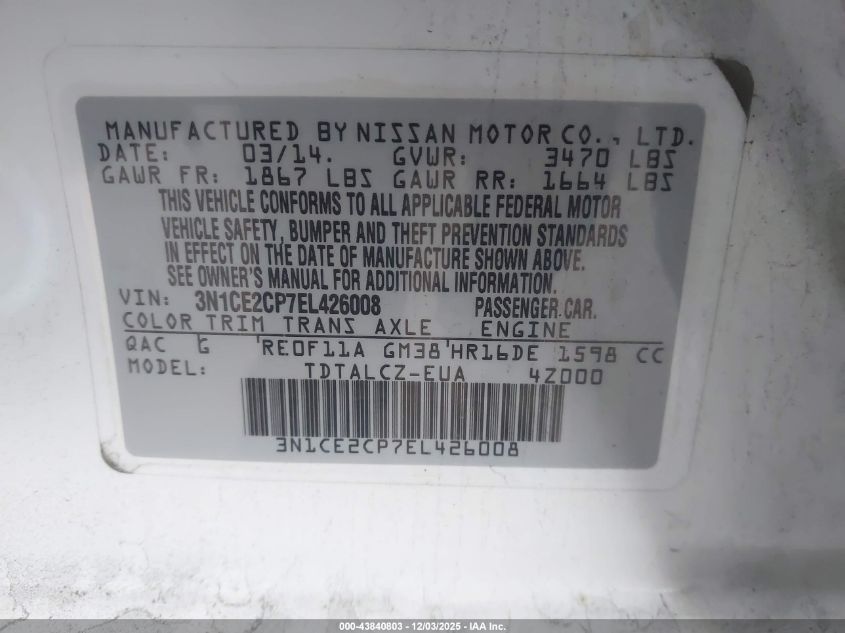 MANUFACTURED BY NISSAN MOTOR CO., LTD.
DATE: 03/14. GVWR: 3470 LBS
GAWR FR: 1867 LBS GAWR RR: 1664 LBS
THIS VEHICLE CONFORMS TO ALL APPLICABLE FEDERAL MOTOR
VEHICLE SAFETY, BUMPER AND THEFT PREVENTION STANDARDS
IN EFFECT ON THE DATE OF MANUFACTURE SHOWN ABOVE.
SEE OWNER'S MANUAL FOR ADDITIONAL INFORMATION.
VIN: 3N1CE2CP7EL426008 PASSENGER.CAR.
COLOR TRIM TRANS AXLE ENGINE
QAC G RE0F11A GM38 HR16DE 1598 CC
MODEL: TDTALCZ-EUA 4Z000
3N1CE2CP7EL426008
000-43840803 - 12/03/2025 - IAA Inc.